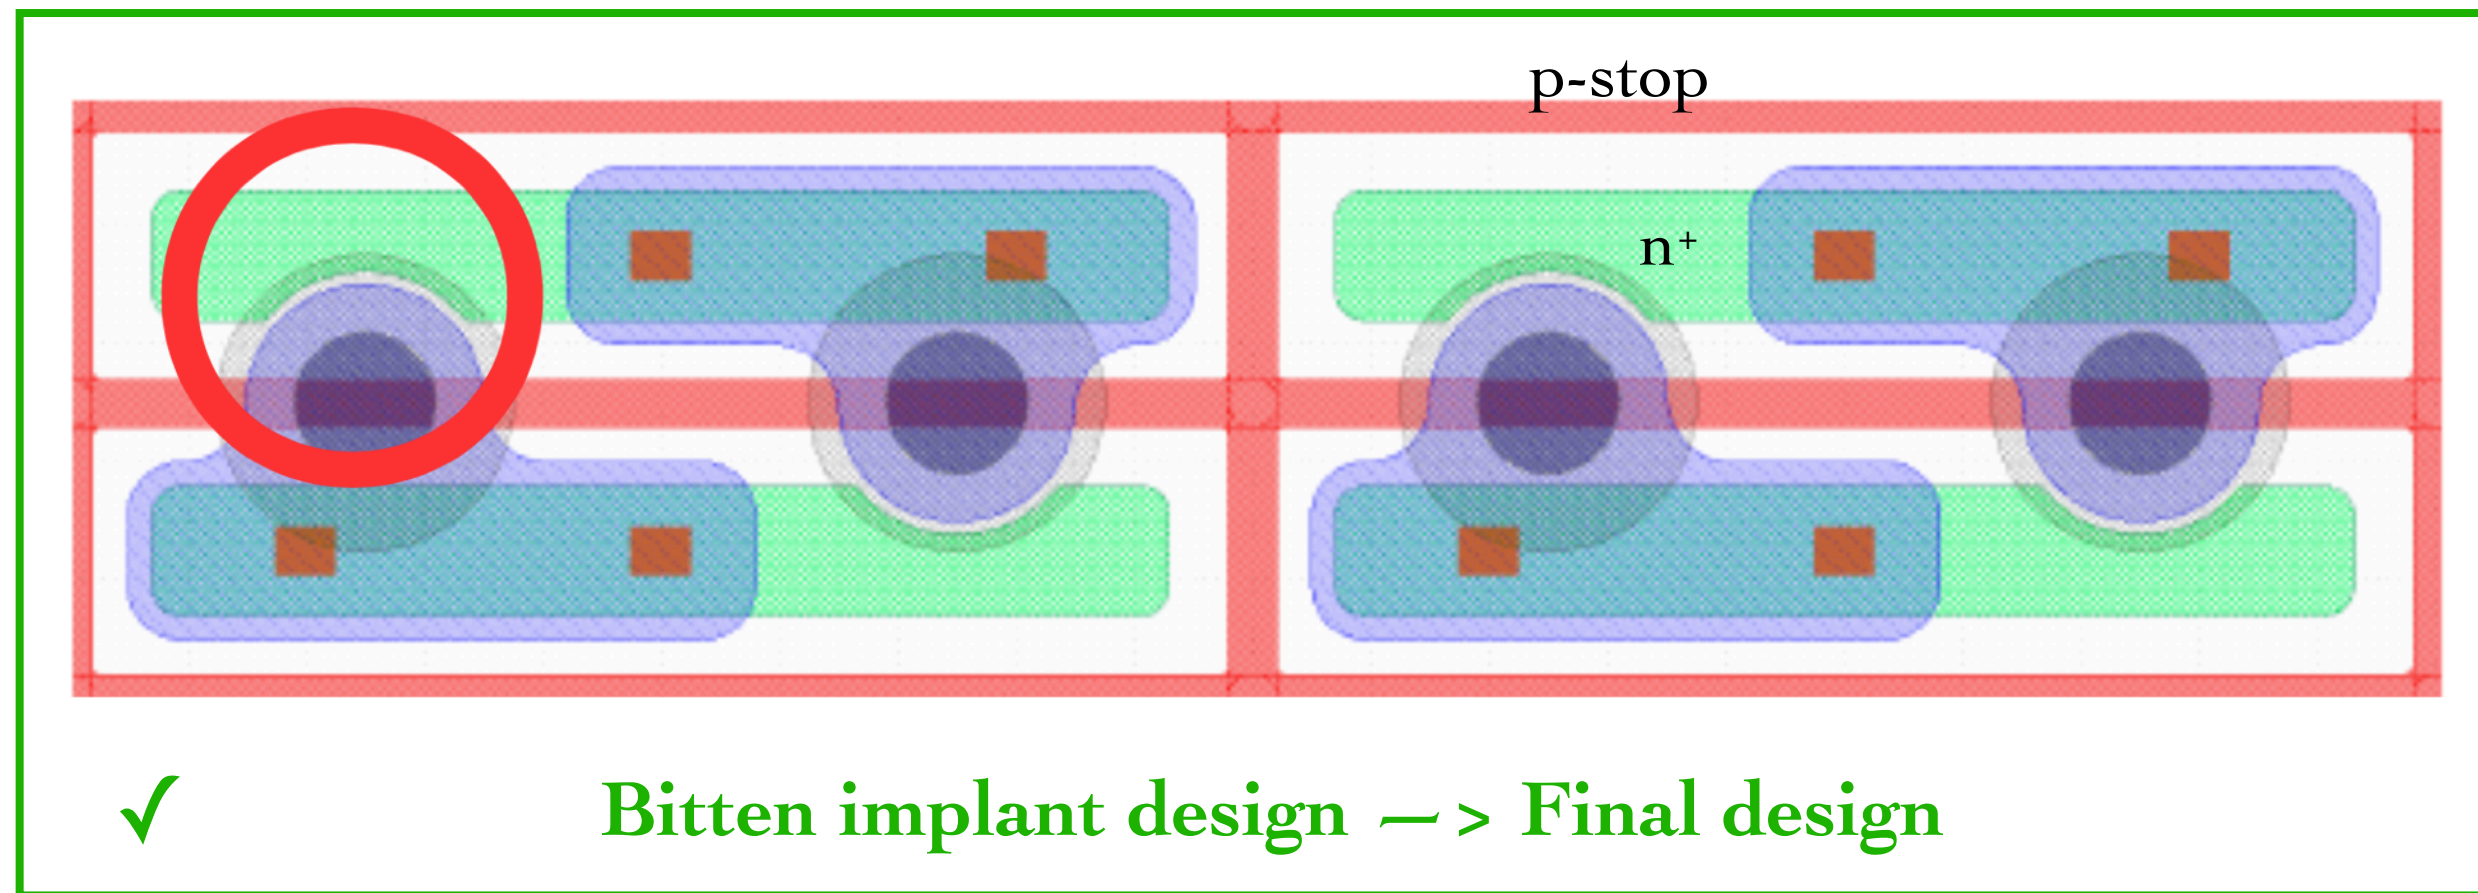 p-stop
n⁺
✓ Bitten implant design —> Final design